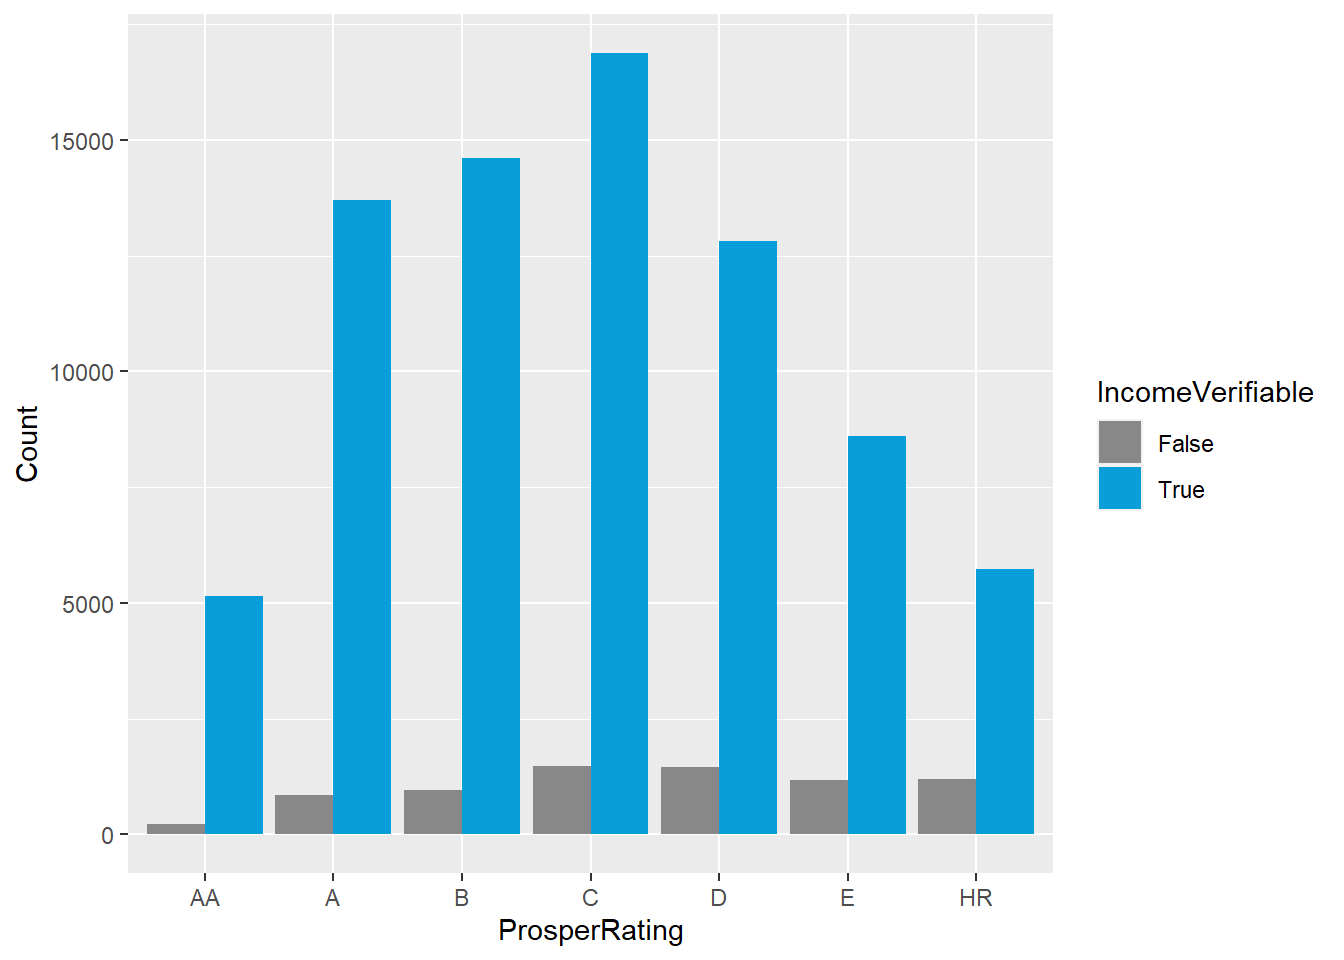 15000
10000
5000
0
Count
AA A B C D E HR
ProsperRating
IncomeVerifiable
False
True